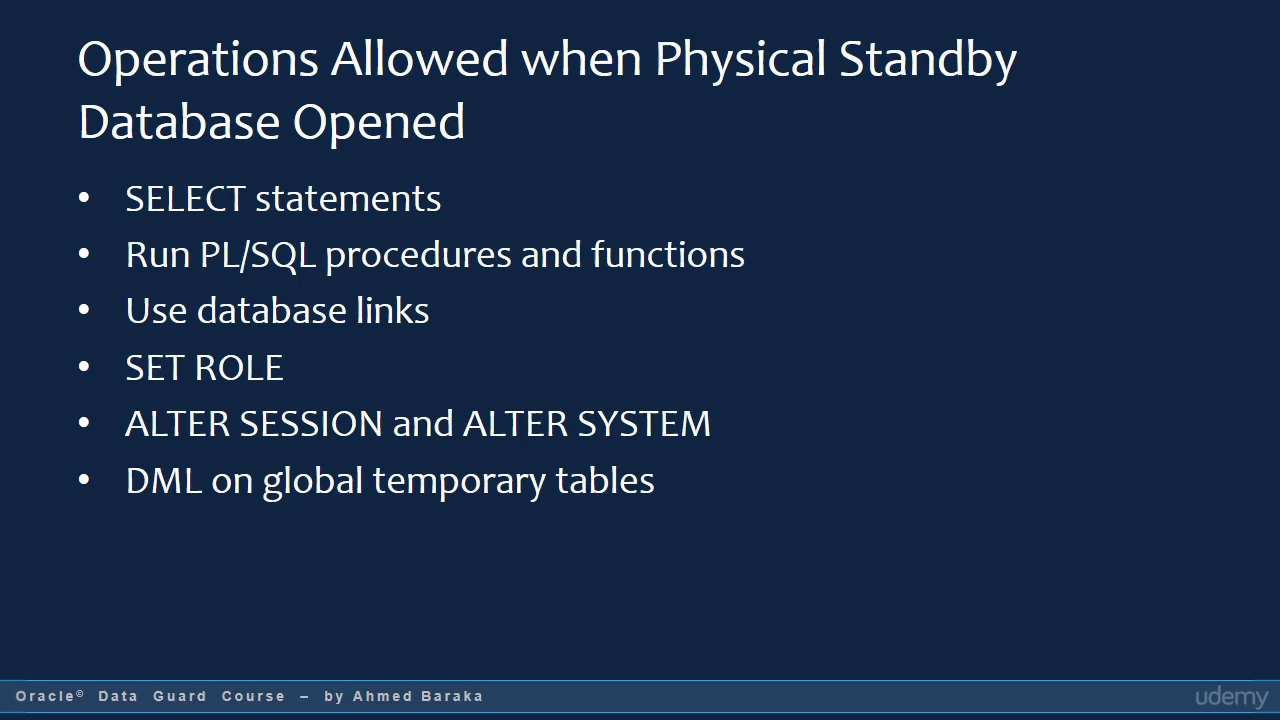 Operations Allowed when Physical Standby
Database Opened
• SELECT statements
• Run PL/SQL procedures and functions
• Use database links
• SET ROLE
• ALTER SESSION and ALTER SYSTEM
• DML on global temporary tables
Oracle© Data Guard Course – by Ahmed Baraka
udemy